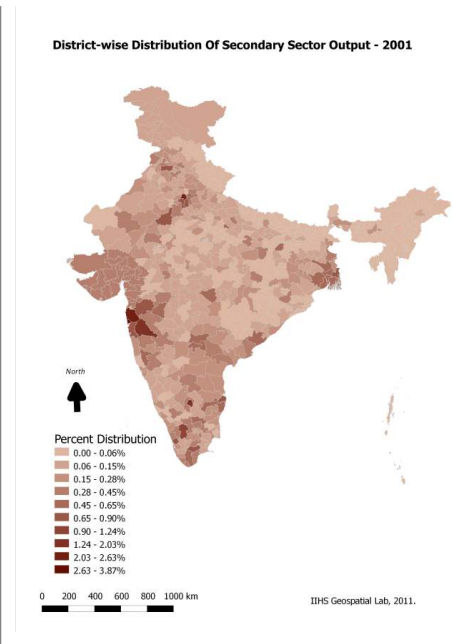 District-wise Distribution Of Secondary Sector Output - 2001
North
Percent Distribution
0.00 - 0.06%
0.06 - 0.15%
0.15 - 0.28%
0.28 - 0.45%
0.45 - 0.65%
0.65 - 0.90%
0.90 - 1.24%
1.24 - 2.03%
2.03 - 2.63%
2.63 - 3.87%
0 200 400 600 800 1000 km
IIHS Geospatial Lab, 2011.